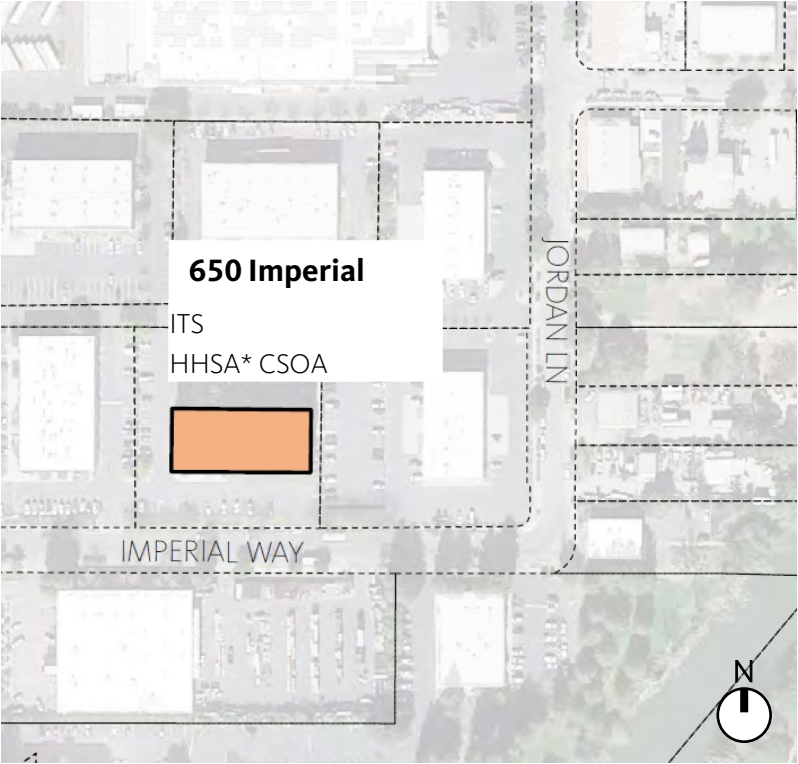 650 Imperial
ITS
HHSA* CSOA
JORDAN LN
IMPERIAL WAY
N